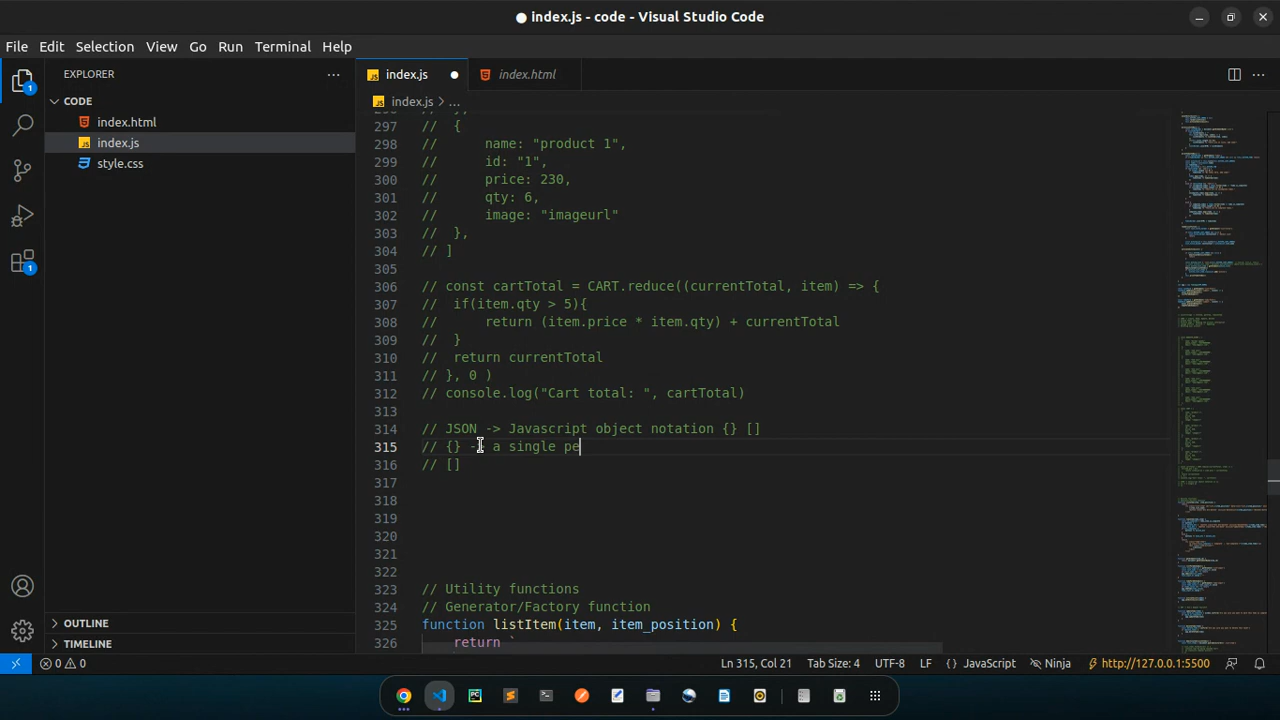 index.js - code - Visual Studio Code
File Edit Selection View Go Run Terminal Help
EXPLORER
CODE
index.html
index.js
style.css
OUTLINE
TIMELINE
index.js
index.html
index.js > ...
297 // {
298 // name: "product 1",
299 // id: "1",
300 // price: 230,
301 // qty: 6,
302 // image: "imageurl"
303 // },
304 // ]
305
306 // const cartTotal = CART.reduce((currentTotal, item) => {
307 // if(item.qty > 5){
308 // return (item.price * item.qty) + currentTotal
309 // }
310 // return currentTotal
311 // }, 0 )
312 // console.log("Cart total: ", cartTotal)
313
314 // JSON -> Javascript object notation {} []
315 // {} -> a single pe
316 // []
317
318
319
320
321
322
323 // Utility functions
324 // Generator/Factory function
325 function listItem(item, item_position) {
326 return `
0 0 Ln 315, Col 21 Tab Size: 4 UTF-8 LF {} JavaScript Ninja http://127.0.0.1:5500